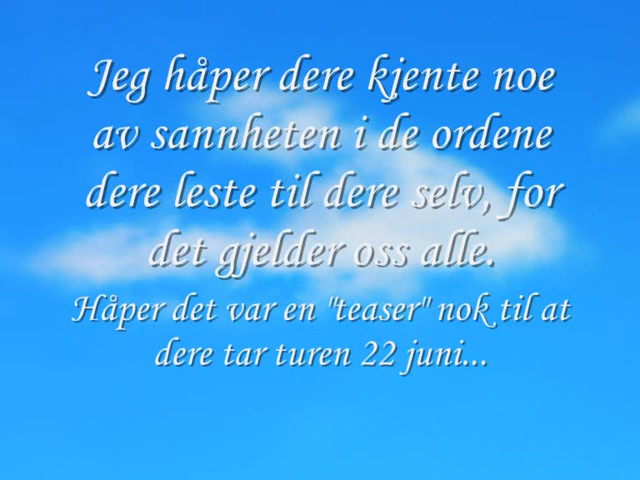 Jeg håper dere kjente noe
av sannheten i de ordene
dere leste til dere selv, for
det gjelder oss alle.
Håper det var en "teaser" nok til at
dere tar turen 22 juni...